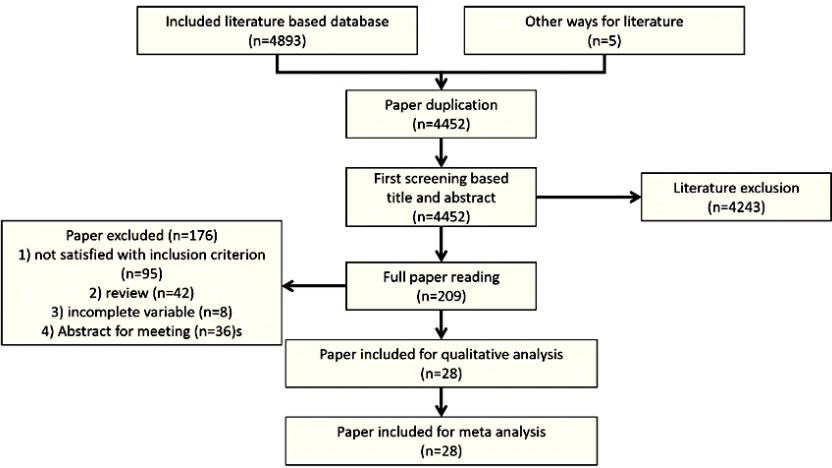 Included literature based database
(n=4893)
Other ways for literature
(n=5)
Paper duplication
(n=4452)
First screening based
title and abstract
(n=4452)
Literature exclusion
(n=4243)
Paper excluded (n=176)
1) not satisfied with inclusion criterion
(n=95)
2) review (n=42)
3) incomplete variable (n=8)
4) Abstract for meeting (n=36)s
Full paper reading
(n=209)
Paper included for qualitative analysis
(n=28)
Paper included for meta analysis
(n=28)